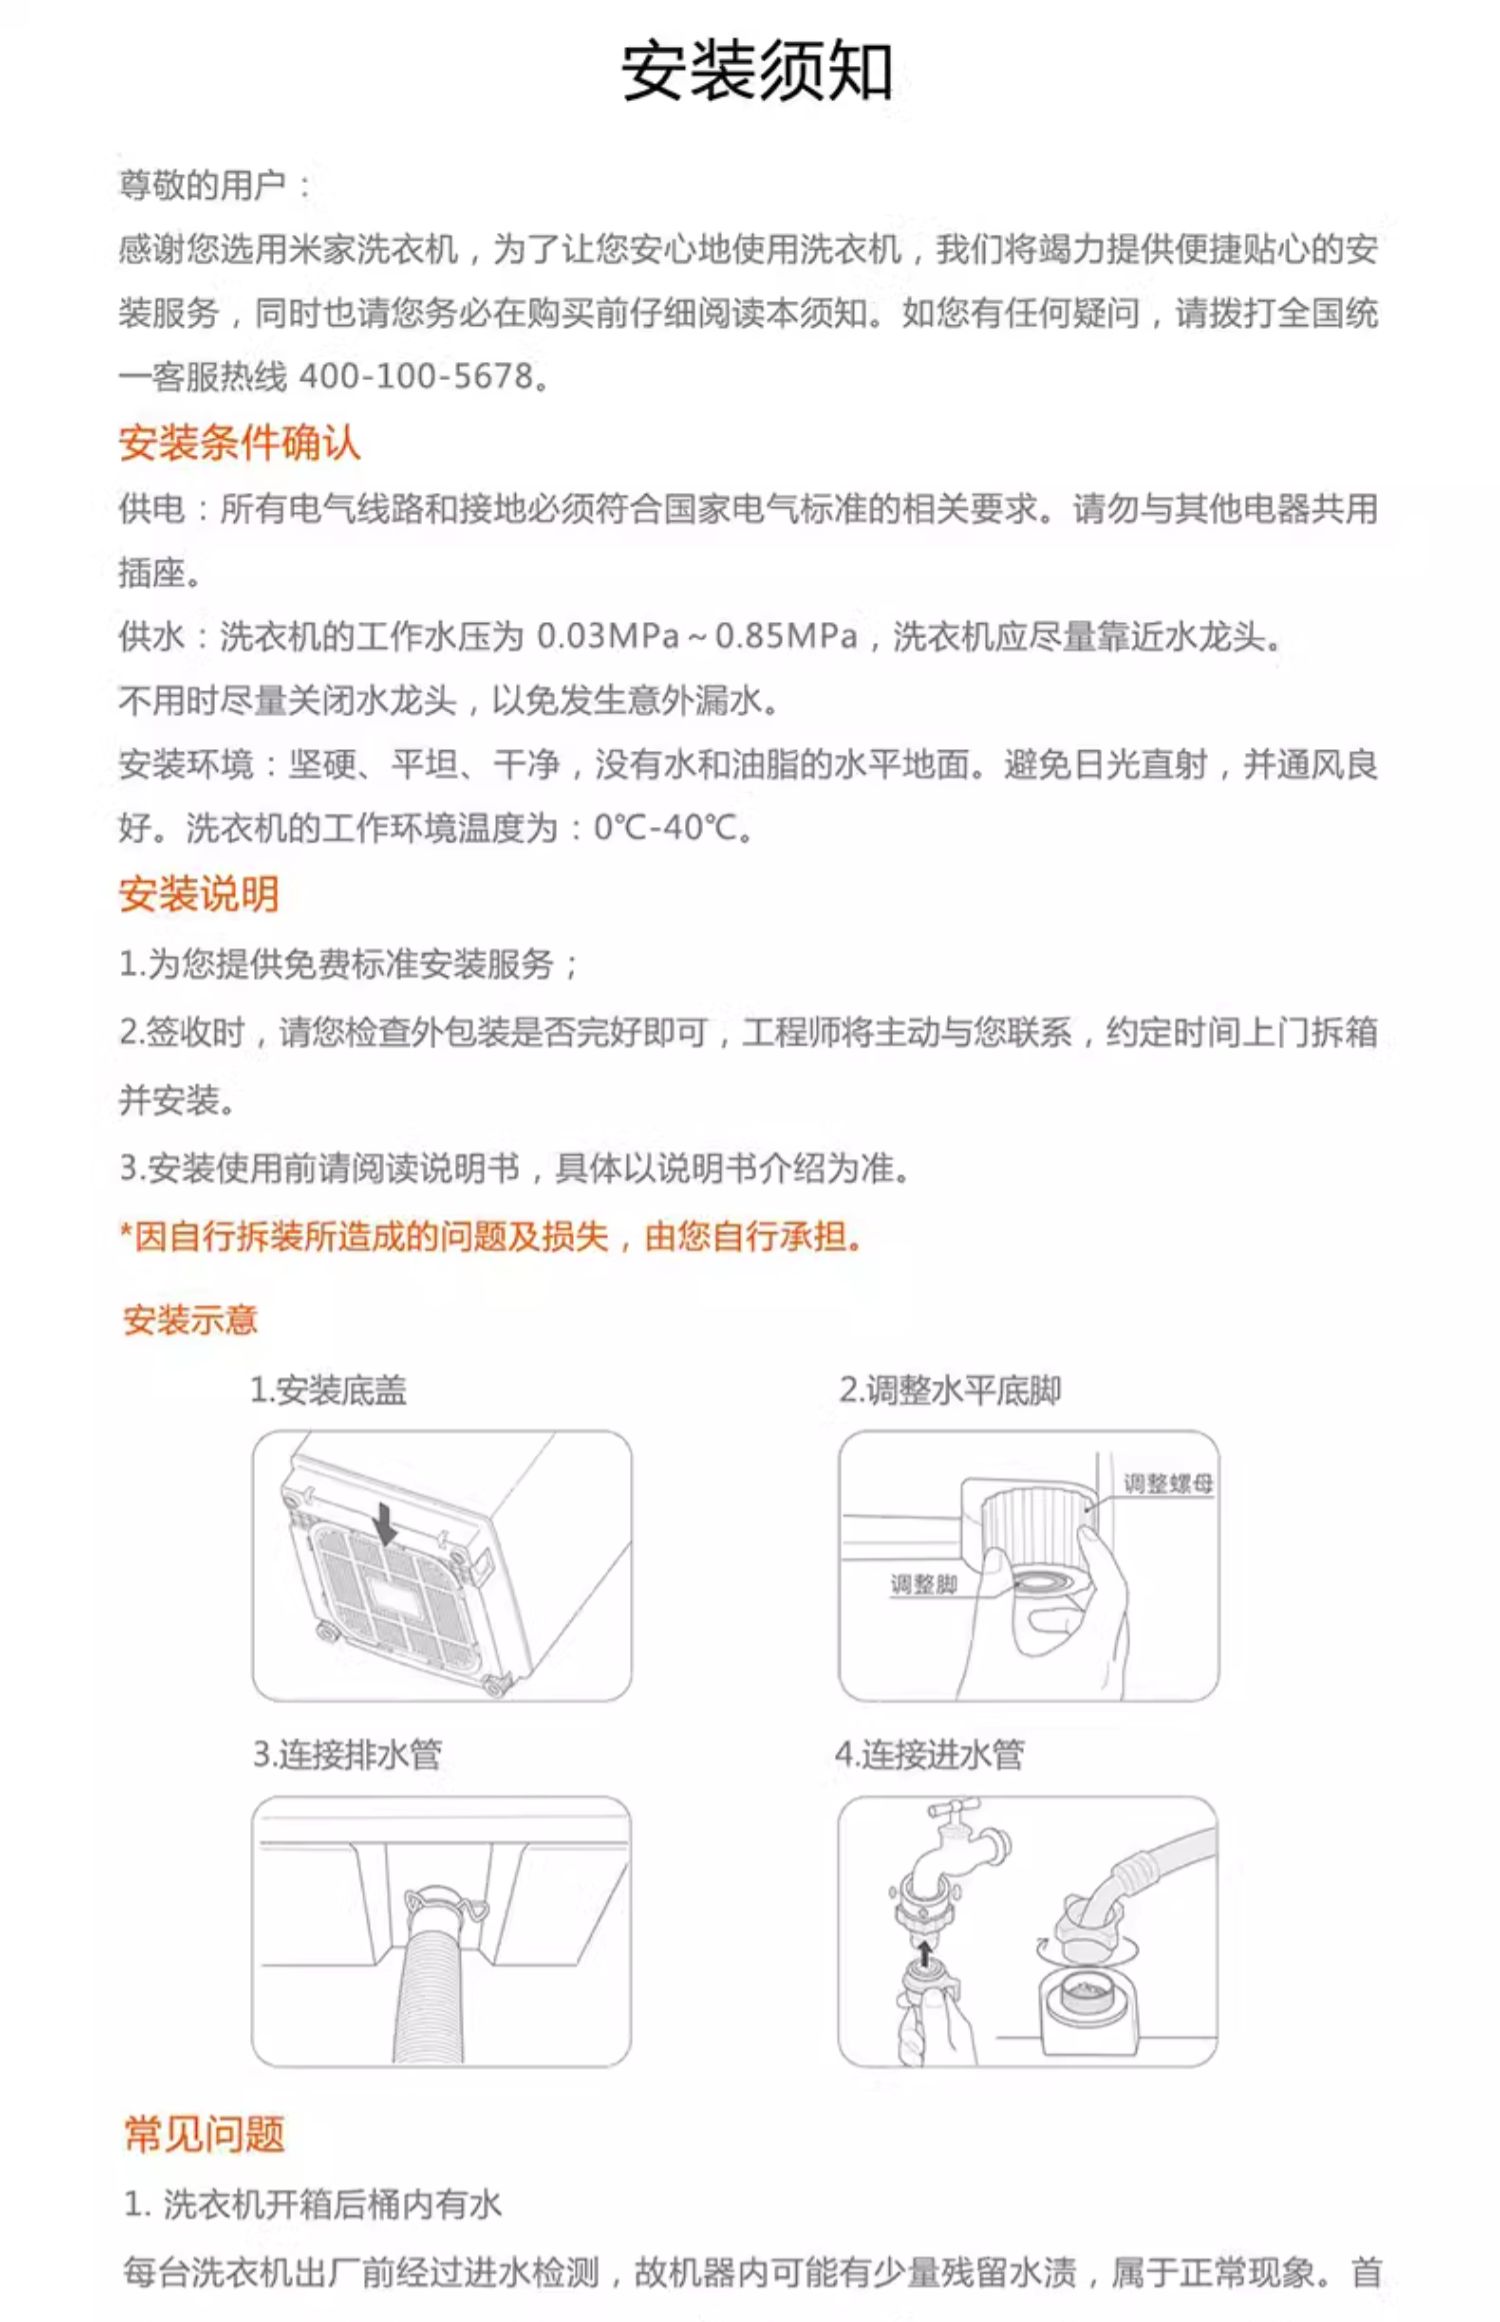 安装须知
尊敬的用户：
感谢您选用米家洗衣机，为了让您安心地使用洗衣机，我们将竭力提供便捷贴心的安
装服务，同时也请您务必在购买前仔细阅读本须知。如您有任何疑问，请拨打全国统
一客服热线 400-100-5678。
安装条件确认
供电：所有电气线路和接地必须符合国家电气标准的相关要求。请勿与其他电器共用
插座。
供水：洗衣机的工作水压为 0.03MPa～0.85MPa，洗衣机应尽量靠近水龙头。
不用时尽量关闭水龙头，以免发生意外漏水。
安装环境：坚硬、平坦、干净，没有水和油脂的水平地面。避免日光直射，并通风良
好。洗衣机的工作环境温度为：0℃-40℃。
安装说明
1.为您提供免费标准安装服务；
2.签收时，请您检查外包装是否完好即可，工程师将主动与您联系，约定时间上门拆箱
并安装。
3.安装使用前请阅读说明书，具体以说明书介绍为准。
*因自行拆装所造成的问题及损失，由您自行承担。
安装示意
1.安装底盖
2.调整水平底脚
调整螺母
调整脚
3.连接排水管
4.连接进水管
常见问题
1. 洗衣机开箱后桶内有水
每台洗衣机出厂前经过进水检测，故机器内可能有少量残留水渍，属于正常现象。首